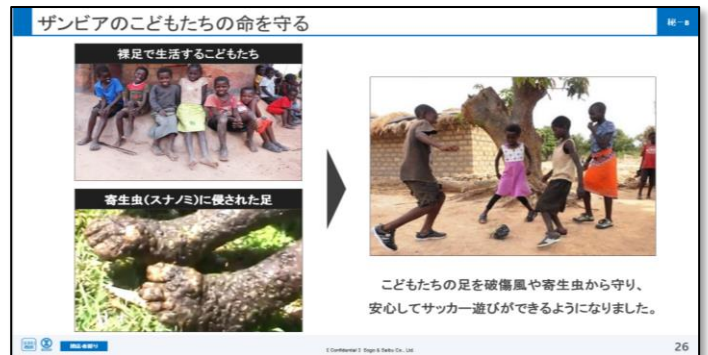 ザンビアのこどもたちの命を守る
裸足で生活するこどもたち
寄生虫(スナノミ)に侵された足
こどもたちの足を破傷風や寄生虫から守り、
安心してサッカー遊びができるようになりました。
26